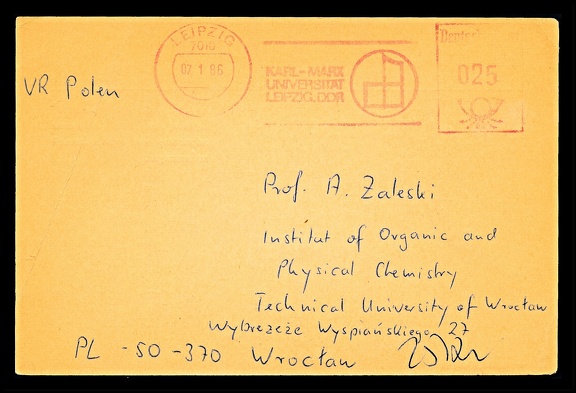 LEIPZIG
7010
07.1.86
KARL-MARX
UNIVERSITÄT
LEIPZIG, DDR
025
VR Polen
Prof. A. Zaleski
Institut of Organic and
Physical Chemistry
Technical University of Wrocław
Wybrzeże Wyspiańskiego 27
PL -50-370 Wrocław